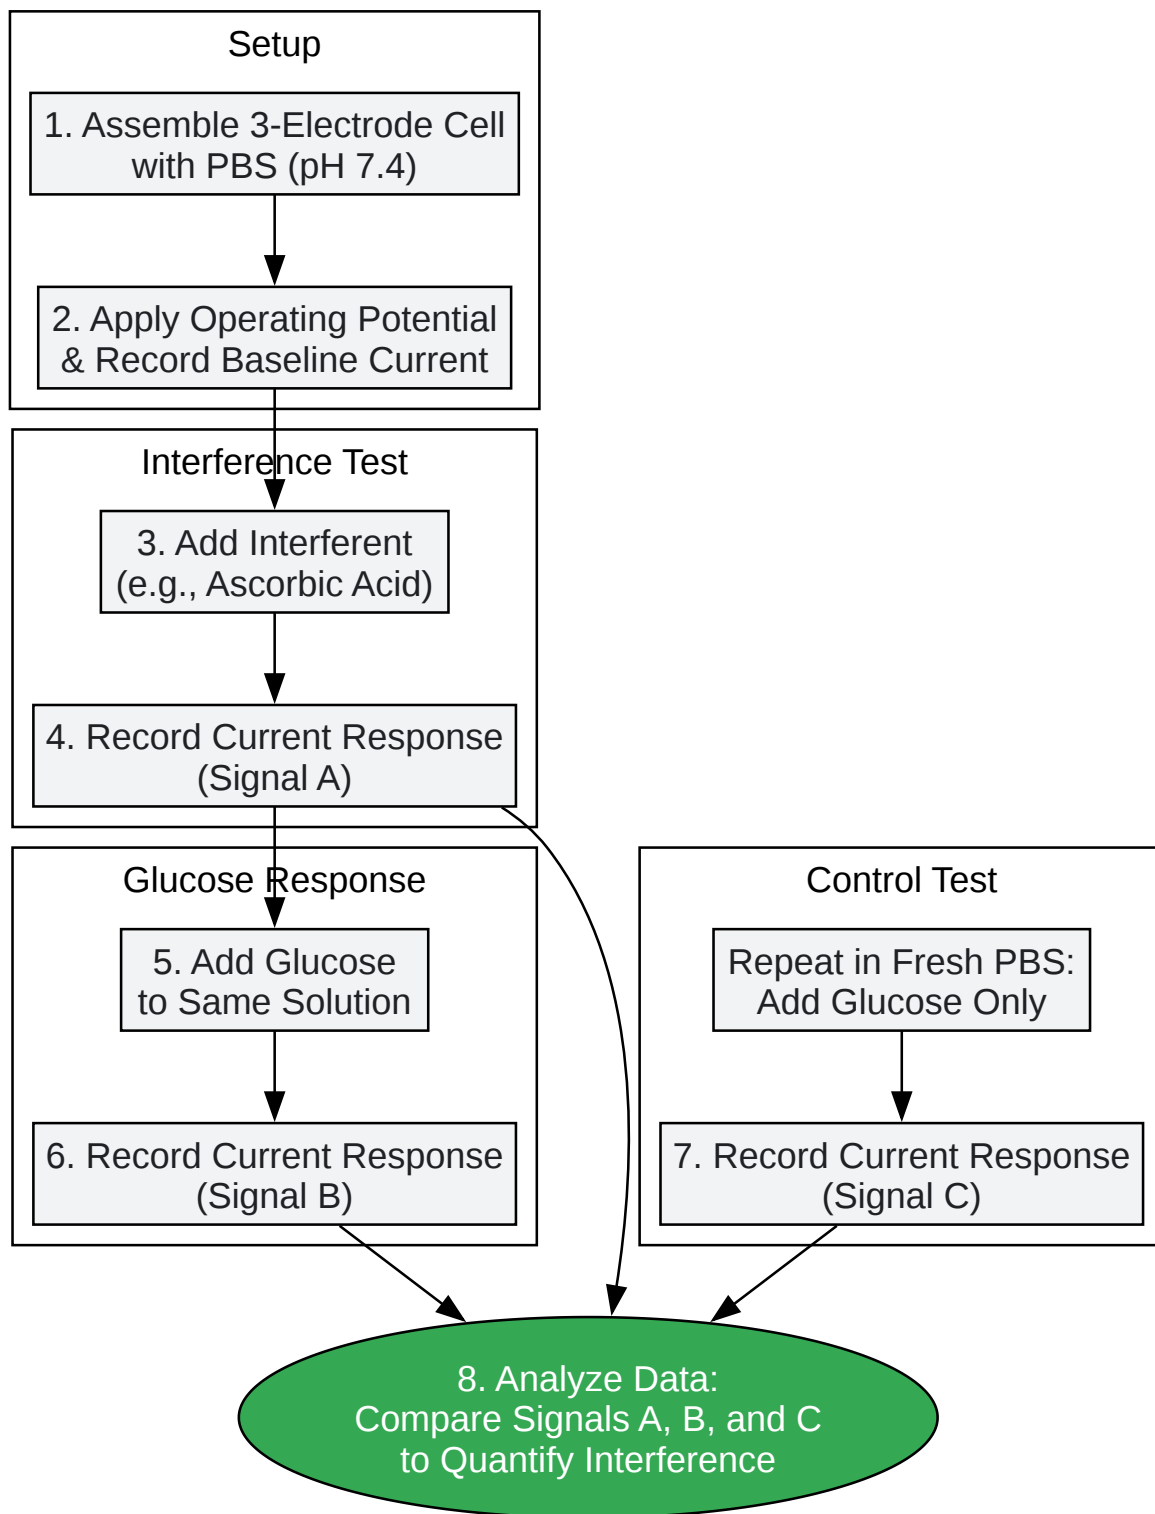 Setup
1. Assemble 3-Electrode Cell
with PBS (pH 7.4)
2. Apply Operating Potential
& Record Baseline Current
Interference Test
3. Add Interferent
(e.g., Ascorbic Acid)
4. Record Current Response
(Signal A)
Glucose Response
5. Add Glucose
to Same Solution
6. Record Current Response
(Signal B)
Control Test
Repeat in Fresh PBS:
Add Glucose Only
7. Record Current Response
(Signal C)
8. Analyze Data:
Compare Signals A, B, and C
to Quantify Interference